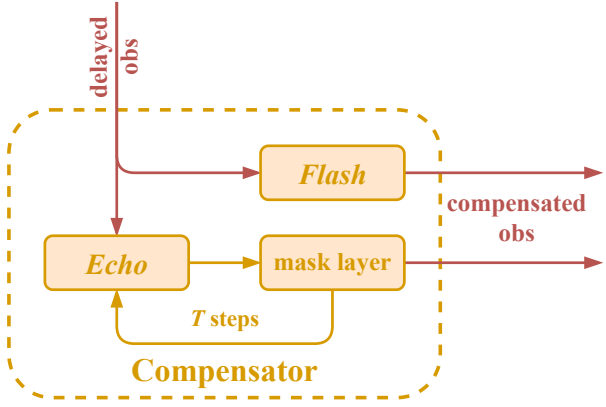 delayed
obs
Flash
compensated
obs
Echo
mask layer
T steps
Compensator